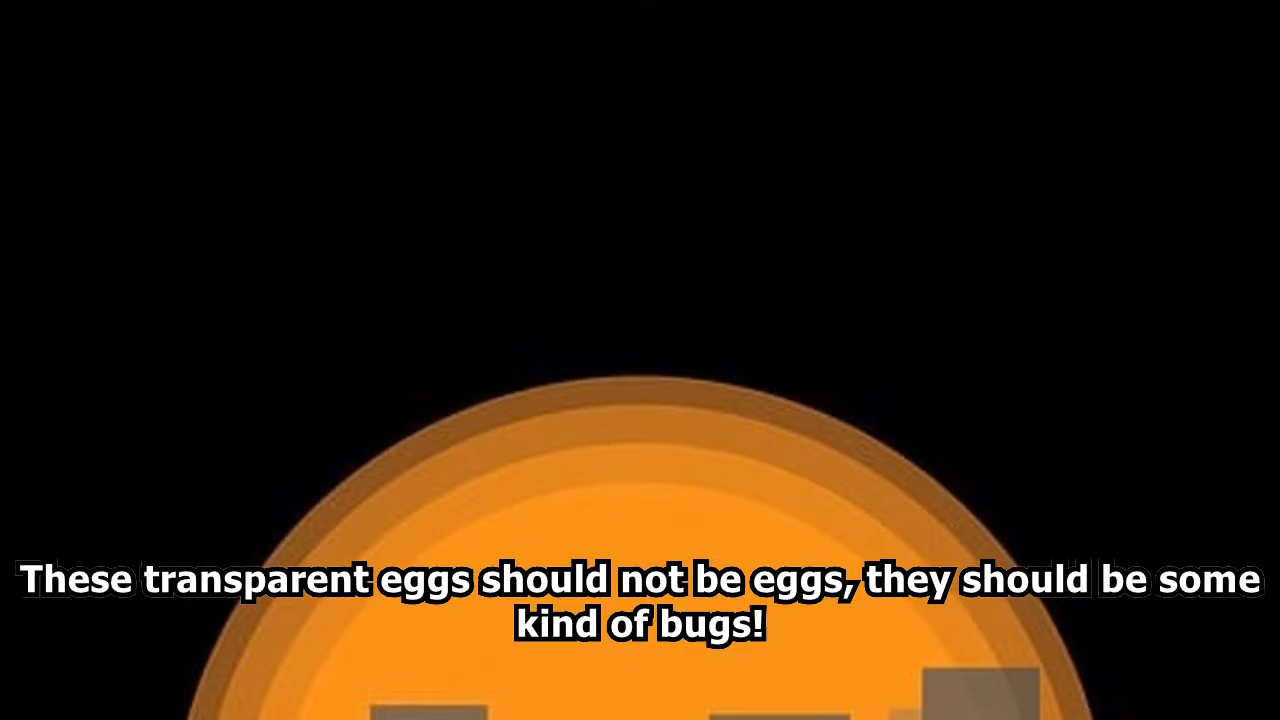 These transparent eggs should not be eggs, they should be some
kind of bugs!